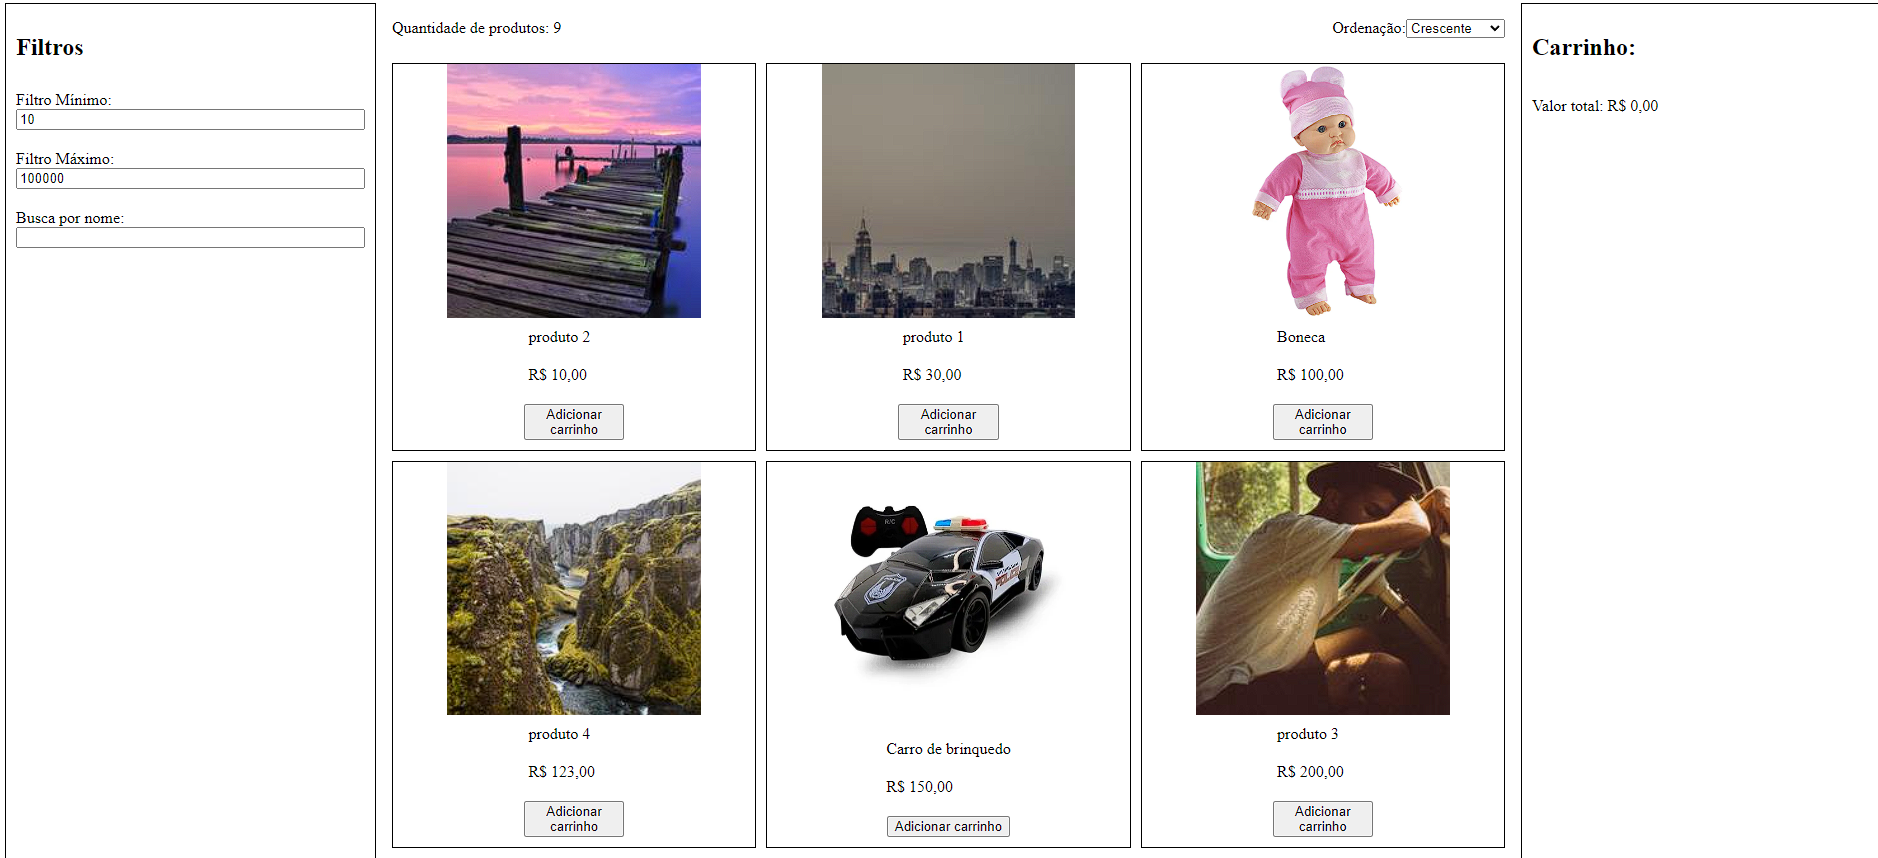 Filtros
Filtro Mínimo:
10
Filtro Máximo:
100000
Busca por nome:
Quantidade de produtos: 9
Ordenação: Crescente
produto 2
R$ 10,00
Adicionar
carrinho
produto 1
R$ 30,00
Adicionar
carrinho
Boneca
R$ 100,00
Adicionar
carrinho
produto 4
R$ 123,00
Adicionar
carrinho
R/C
POLICE
Carro de brinquedo
R$ 150,00
Adicionar carrinho
produto 3
R$ 200,00
Adicionar
carrinho
Carrinho:
Valor total: R$ 0,00